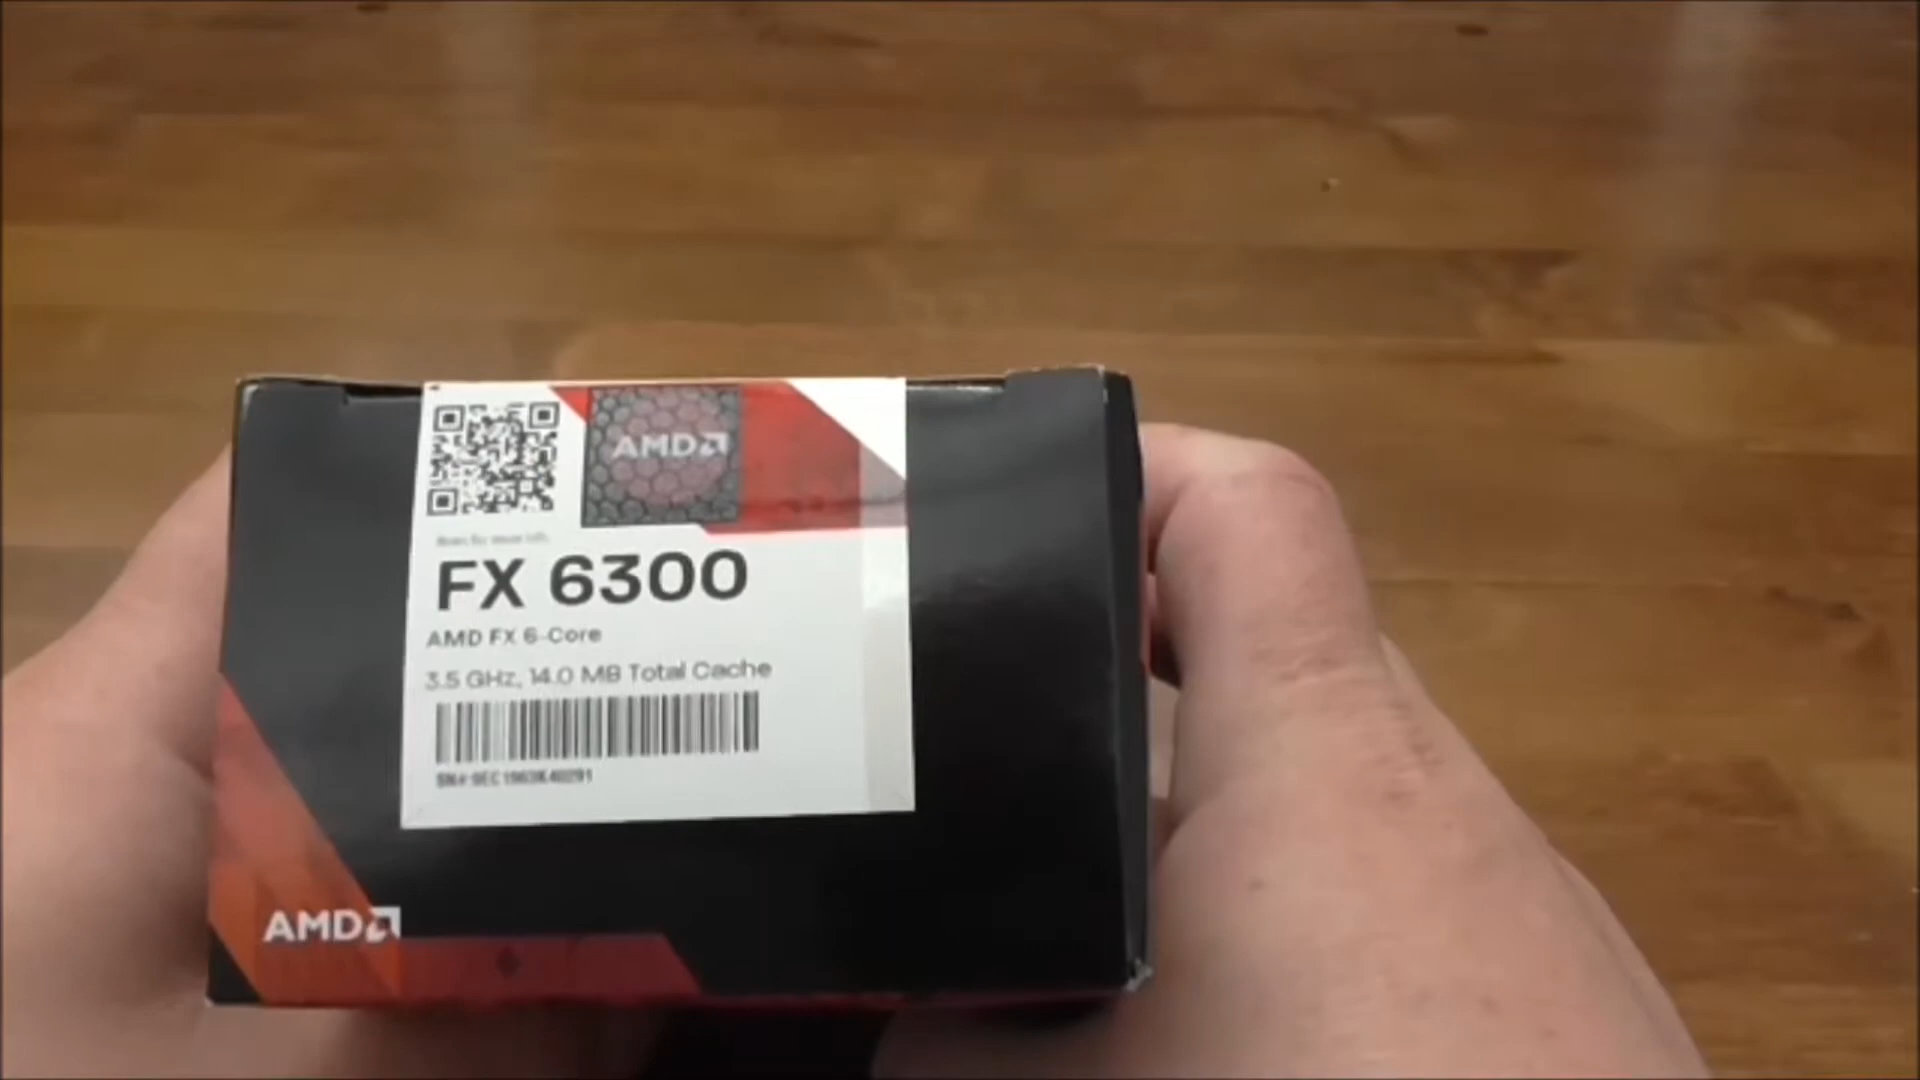 AMD
FX 6300
AMD FX 6-Core
3.5 GHz, 14.0 MB Total Cache
AMD